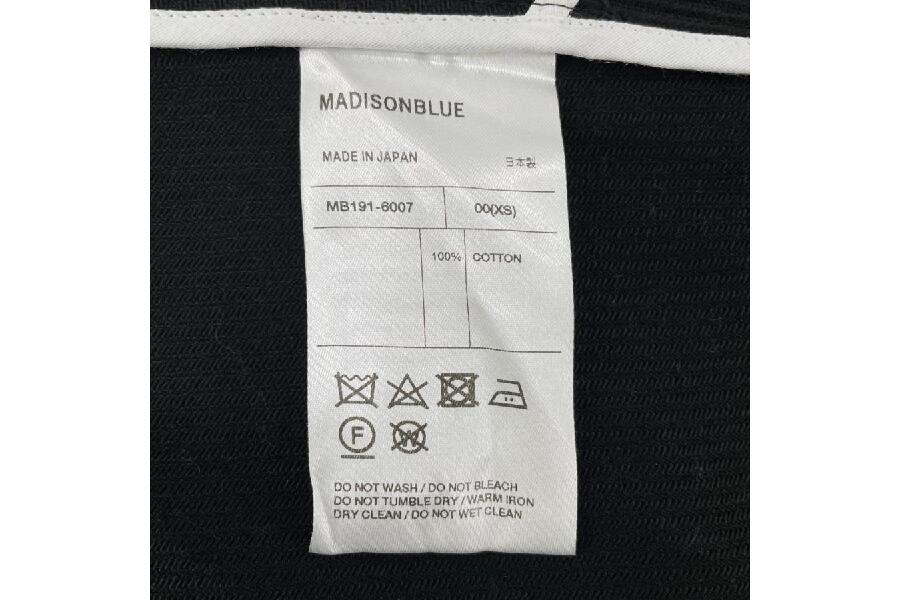 MADISONBLUE
MADE IN JAPAN 日本製
MB191-6007 00(XS)
100% COTTON
F W
DO NOT WASH / DO NOT BLEACH
DO NOT TUMBLE DRY / WARM IRON
DRY CLEAN / DO NOT WET CLEAN